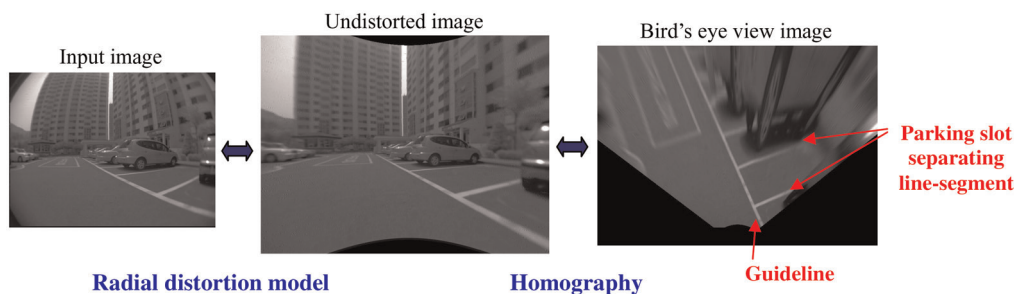 Input image
Undistorted image
Bird's eye view image
Parking slot
separating
line-segment
Guideline
Radial distortion model
Homography